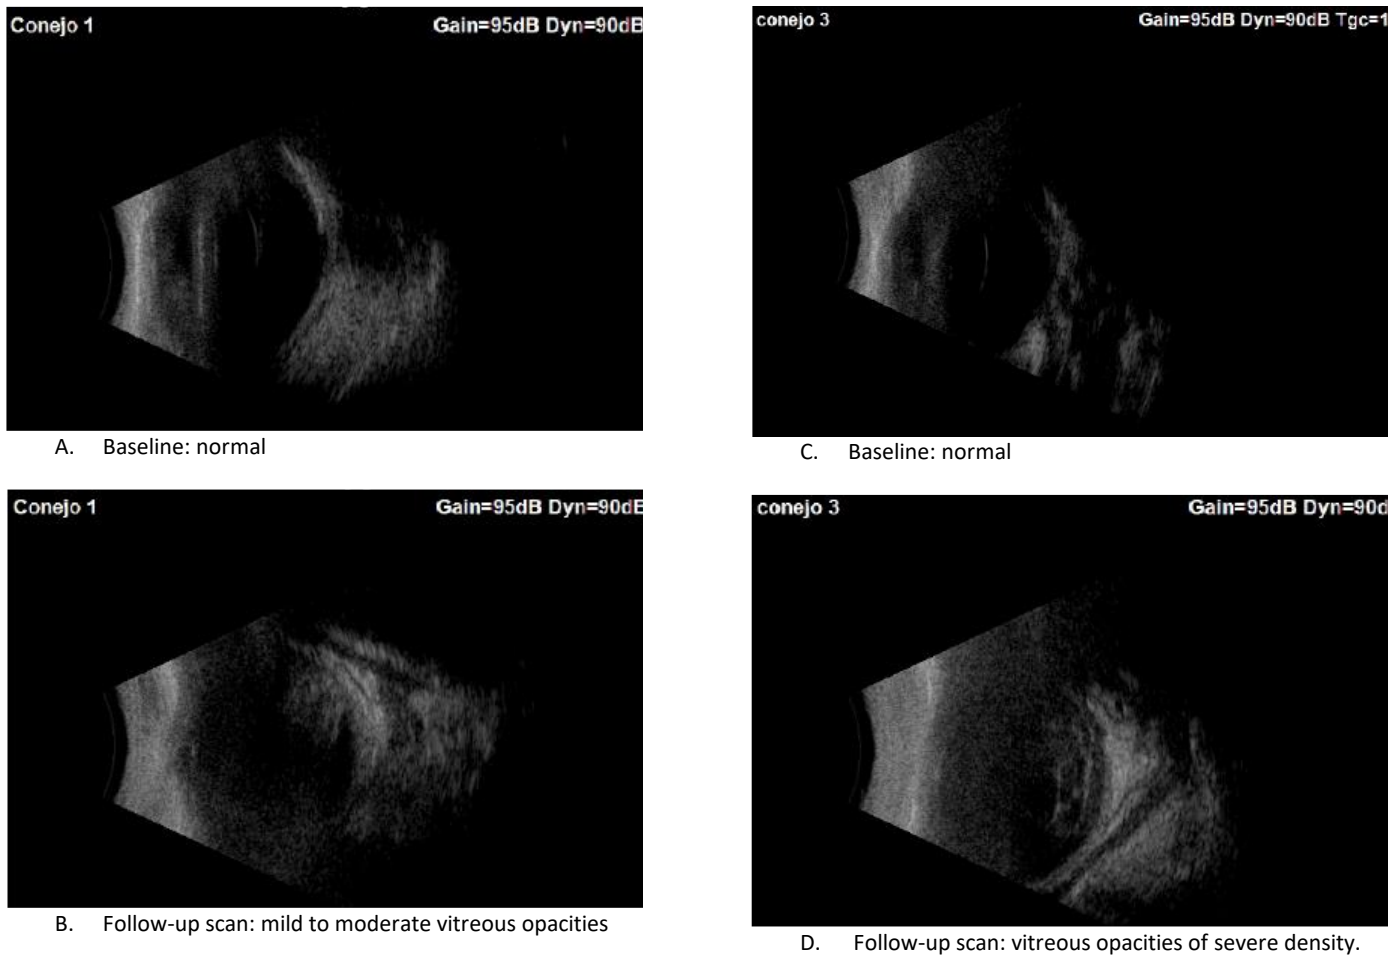 Conejo 1 Gain=95dB Dyn=90dB
conejo 3 Gain=95dB Dyn=90dB Tgc=1
A. Baseline: normal
C. Baseline: normal
Conejo 1 Gain=95dB Dyn=90dB
conejo 3 Gain=95dB Dyn=90d
B. Follow-up scan: mild to moderate vitreous opacities
D. Follow-up scan: vitreous opacities of severe density.